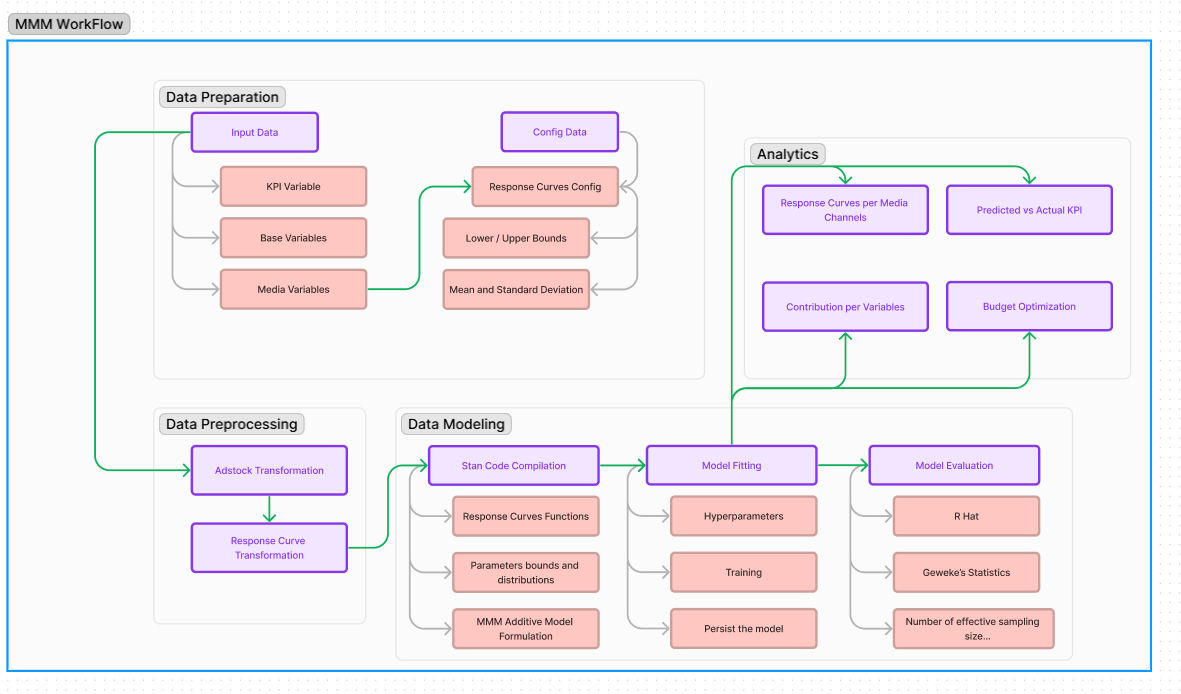 MMM WorkFlow
Data Preparation
Input Data
KPI Variable
Base Variables
Media Variables
Config Data
Response Curves Config
Lower / Upper Bounds
Mean and Standard Deviation
Analytics
Response Curves per Media
Channels
Predicted vs Actual KPI
Contribution per Variables
Budget Optimization
Data Preprocessing
Adstock Transformation
Response Curve
Transformation
Data Modeling
Stan Code Compilation
Response Curves Functions
Parameters bounds and
distributions
MMM Additive Model
Formulation
Model Fitting
Hyperparameters
Training
Persist the model
Model Evaluation
R Hat
Geweke's Statistics
Number of effective sampling
size...